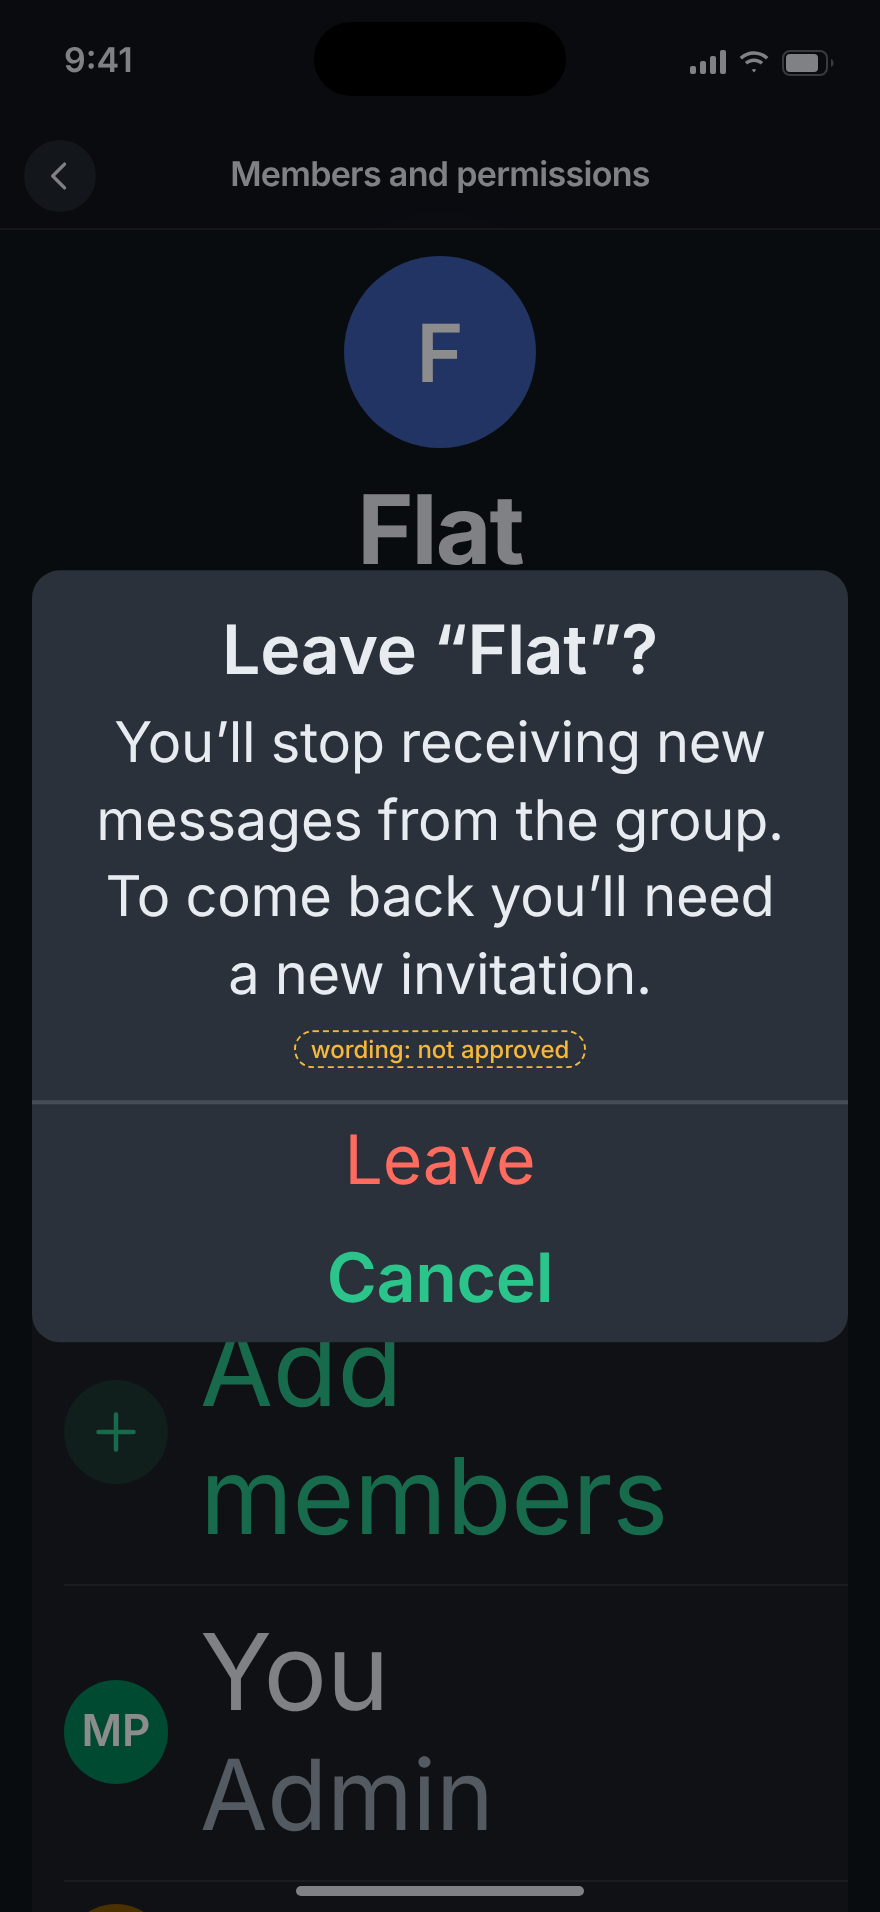 9:41
Members and permissions
F
Flat
Leave “Flat”?
You’ll stop receiving new
messages from the group.
To come back you’ll need
a new invitation.
wording: not approved
Leave
Cancel
Add
members
You
MP
Admin